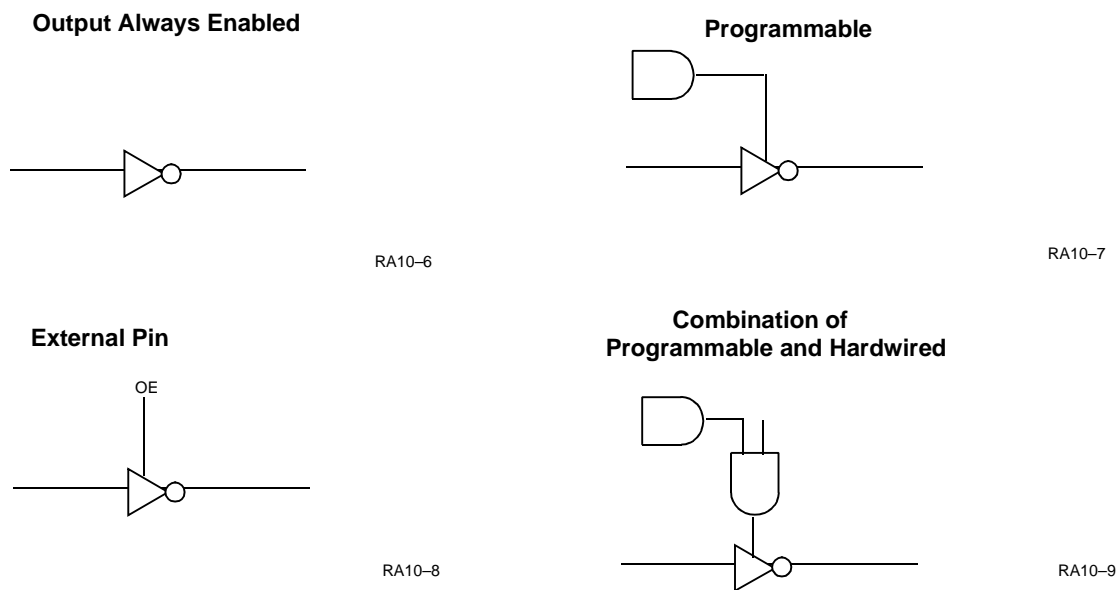 Output Always Enabled
RA10–6
Programmable
RA10–7
External Pin
OE
RA10–8
Combination of
Programmable and Hardwired
RA10–9